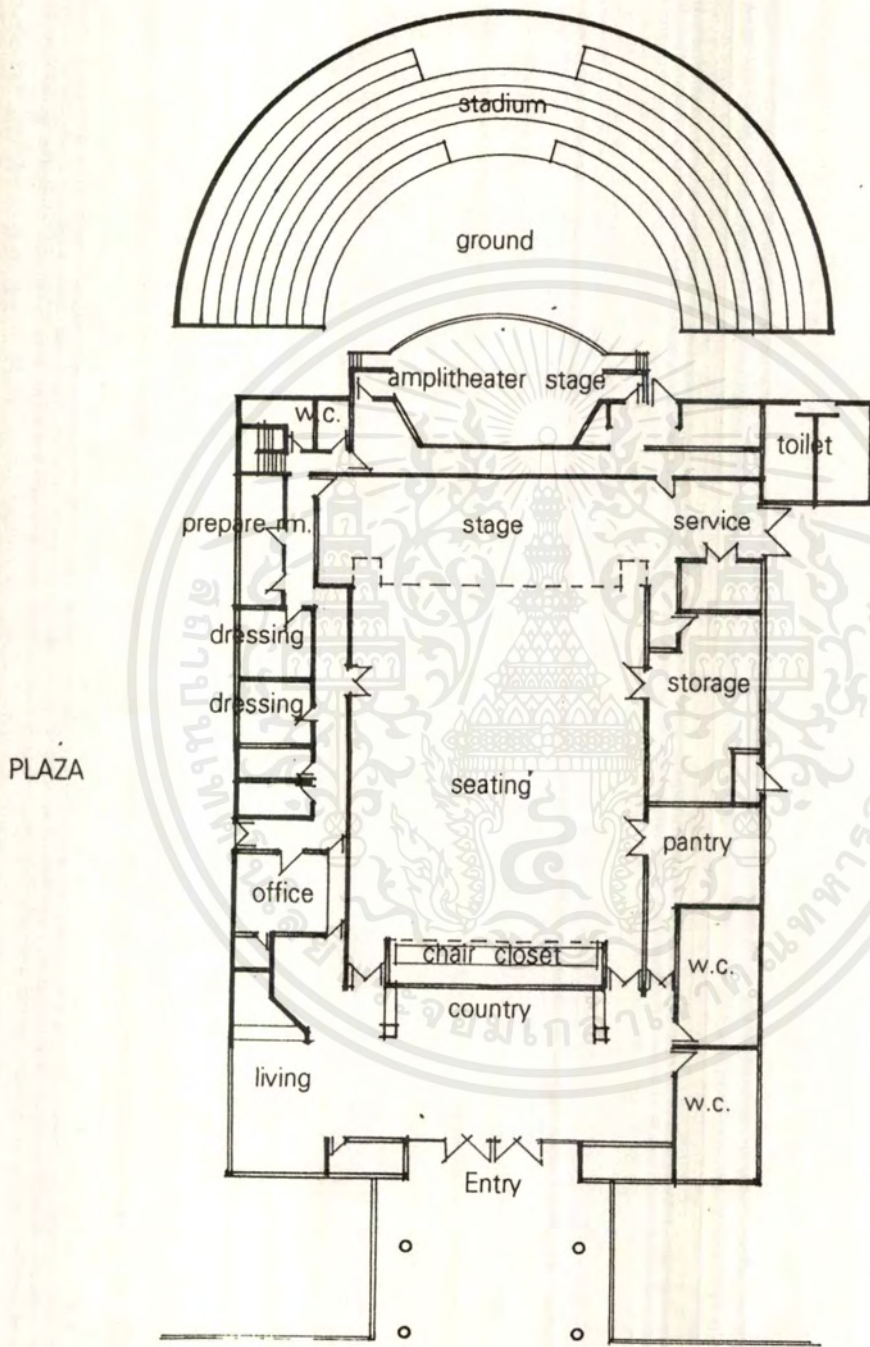 stadium
ground
amplitheater stage
w.c.
toilet
prepare rm.
stage
service
dressing
dressing
storage
PLAZA
seating
pantry
office
chair closet
w.c.
country
living
w.c.
Entry